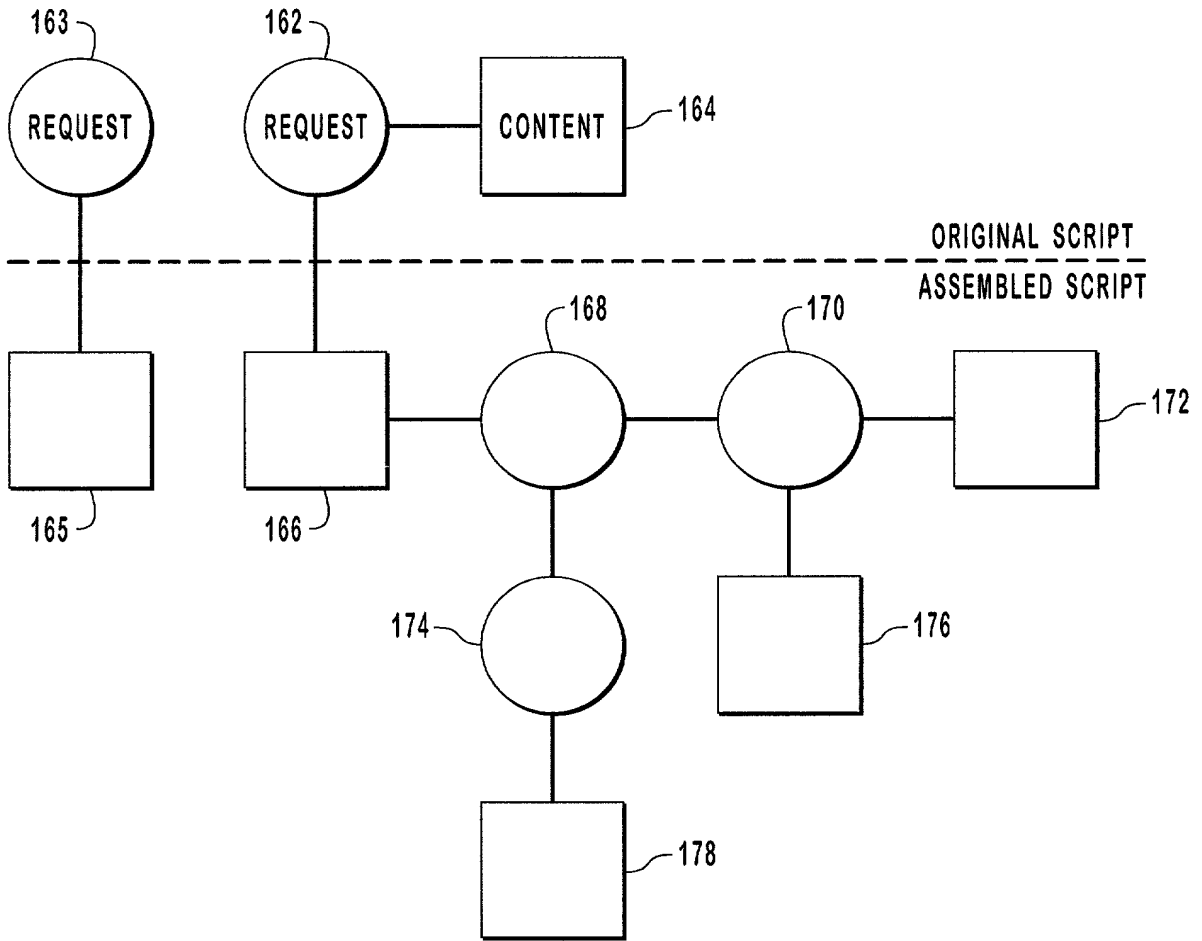 163
162
REQUEST
REQUEST
CONTENT
164
ORIGINAL SCRIPT
ASSEMBLED SCRIPT
168
170
172
165
166
174
176
178